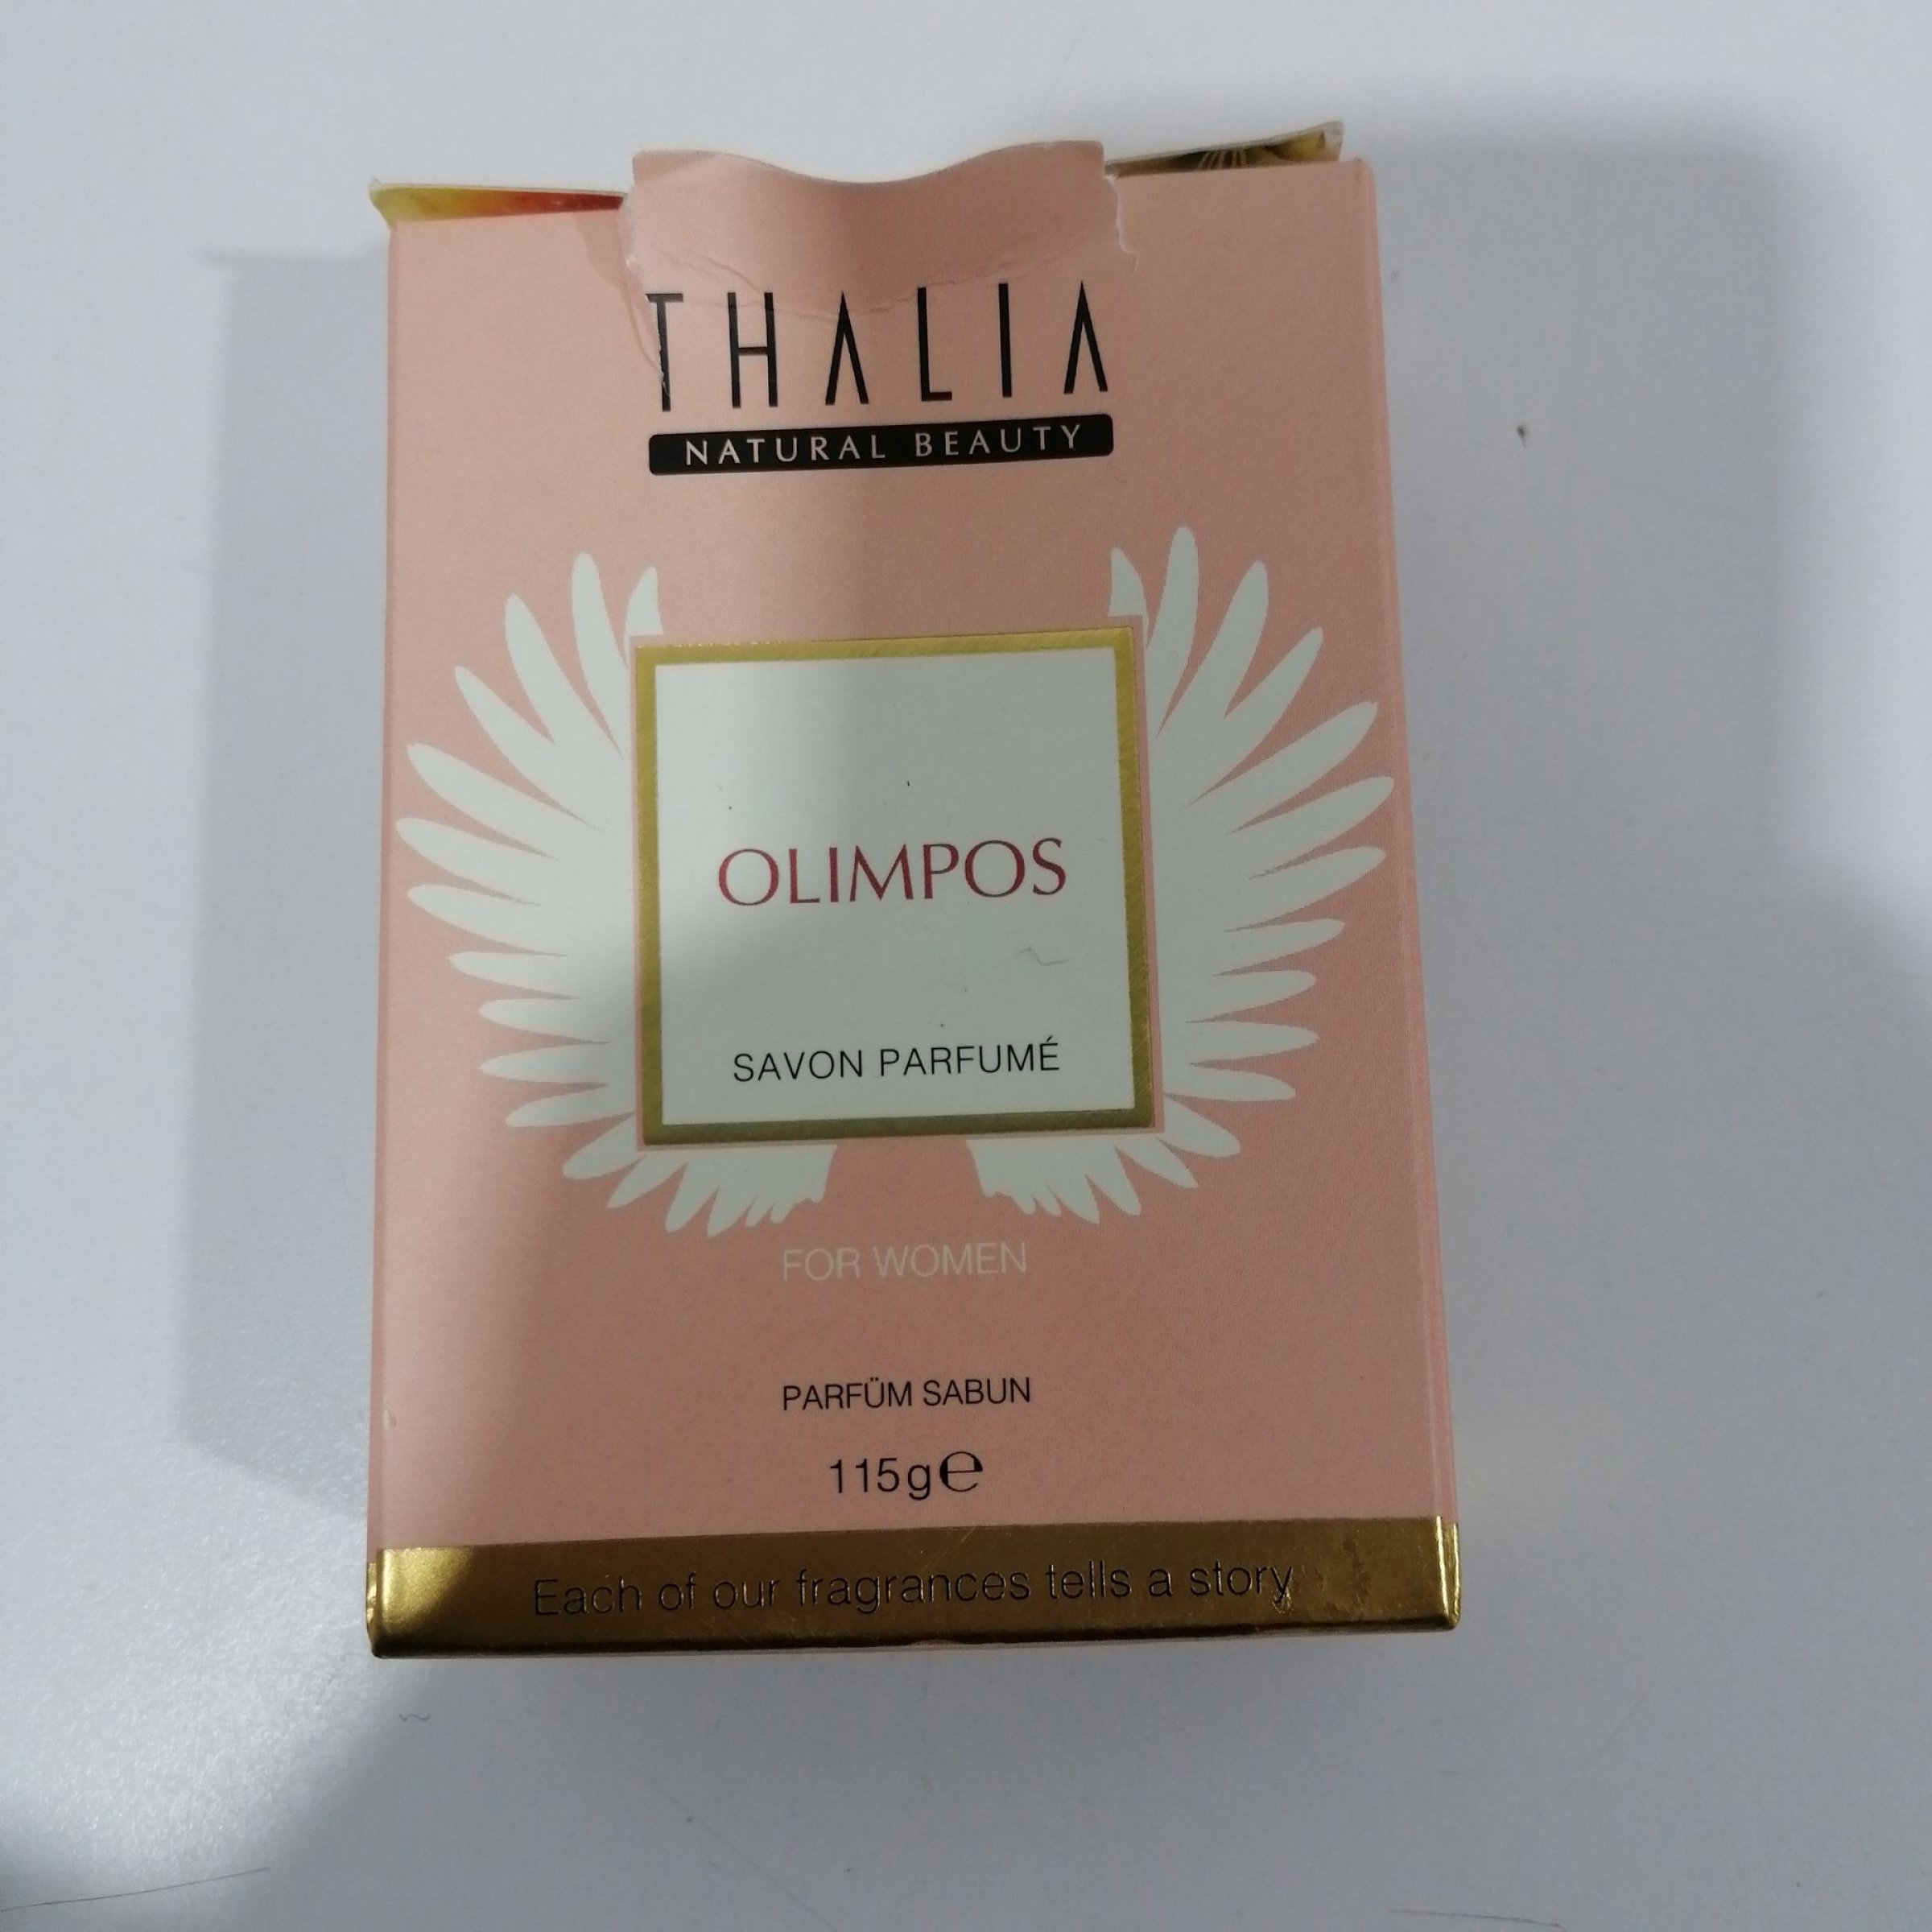 THALIA
NATURAL BEAUTY
OLIMPOS
SAVON PARFUMÉ
FOR WOMEN
PARFÜM SABUN
115g℮
Each of our fragrances tells a story